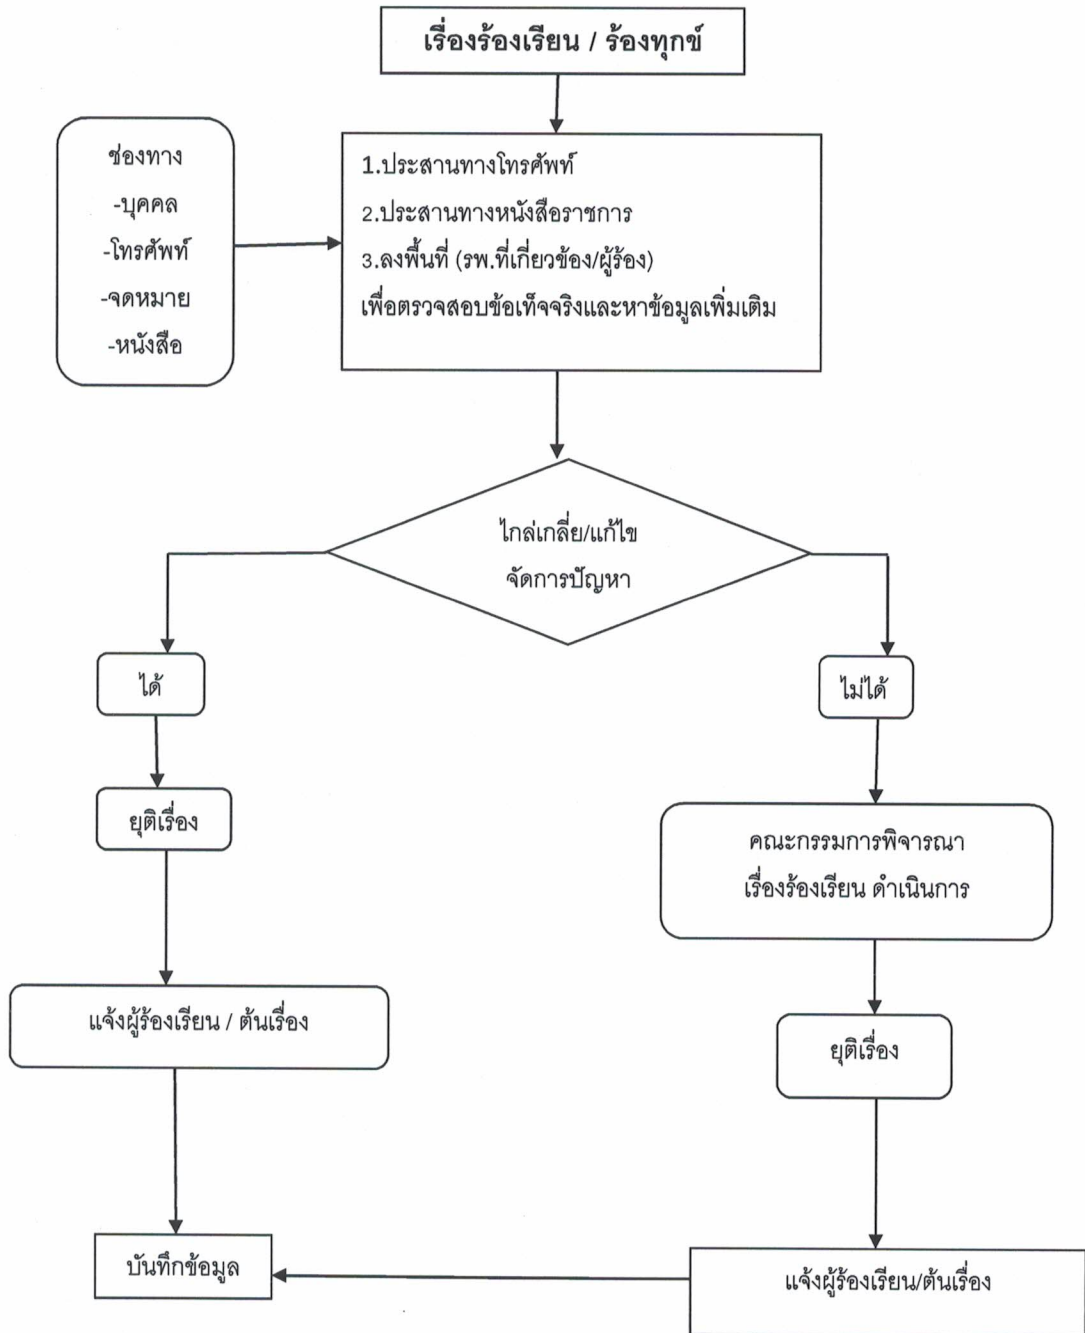 เรื่องร้องเรียน / ร้องทุกข์
ช่องทาง
-บุคคล
-โทรศัพท์
-จดหมาย
-หนังสือ
1.ประสานทางโทรศัพท์
2.ประสานทางหนังสือราชการ
3.ลงพื้นที่ (รพ.ที่เกี่ยวข้อง/ผู้ร้อง)
เพื่อตรวจสอบข้อเท็จจริงและหาข้อมูลเพิ่มเติม
ไกล่เกลี่ย/แก้ไข
จัดการปัญหา
ได้
ไม่ได้
ยุติเรื่อง
คณะกรรมการพิจารณา
เรื่องร้องเรียน ดำเนินการ
แจ้งผู้ร้องเรียน / ต้นเรื่อง
ยุติเรื่อง
บันทึกข้อมูล
แจ้งผู้ร้องเรียน/ต้นเรื่อง